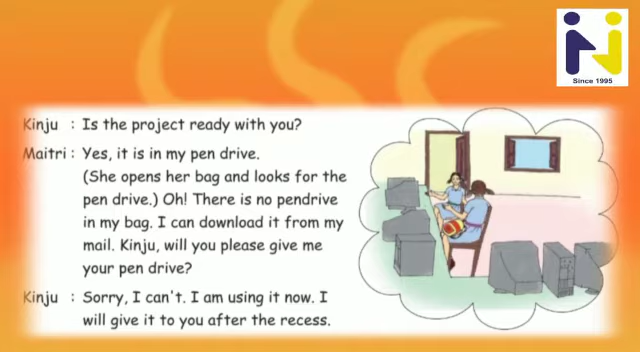 Since 1995
Kinju : Is the project ready with you?
Maitri : Yes, it is in my pen drive.
(She opens her bag and looks for the
pen drive.) Oh! There is no pendrive
in my bag. I can download it from my
mail. Kinju, will you please give me
your pen drive?
Kinju : Sorry, I can't. I am using it now. I
will give it to you after the recess.